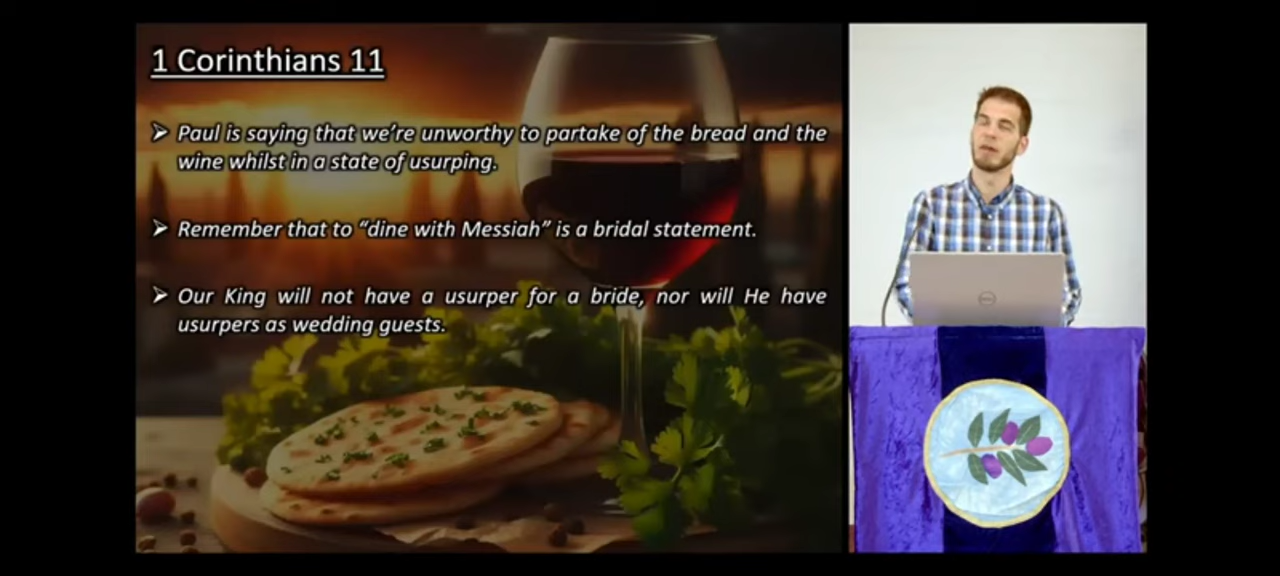 1 Corinthians 11
➢ Paul is saying that we're unworthy to partake of the bread and the
wine whilst in a state of usurping.
➢ Remember that to “dine with Messiah” is a bridal statement.
➢ Our King will not have a usurper for a bride, nor will He have
usurpers as wedding guests.
DELL